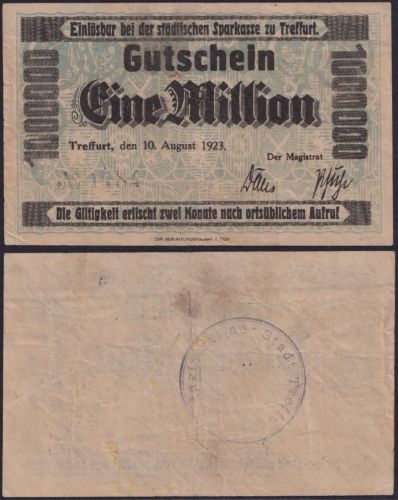 Einlösbar bei der städtischen Sparkasse zu Treffurt.
Gutschein
Eine Million
1000000
1000000
Treffurt, den 10. August 1923.
Der Magistrat
Die Gültigkeit erlischt zwei Monate nach ortsüblichem Aufruf
der Stadt